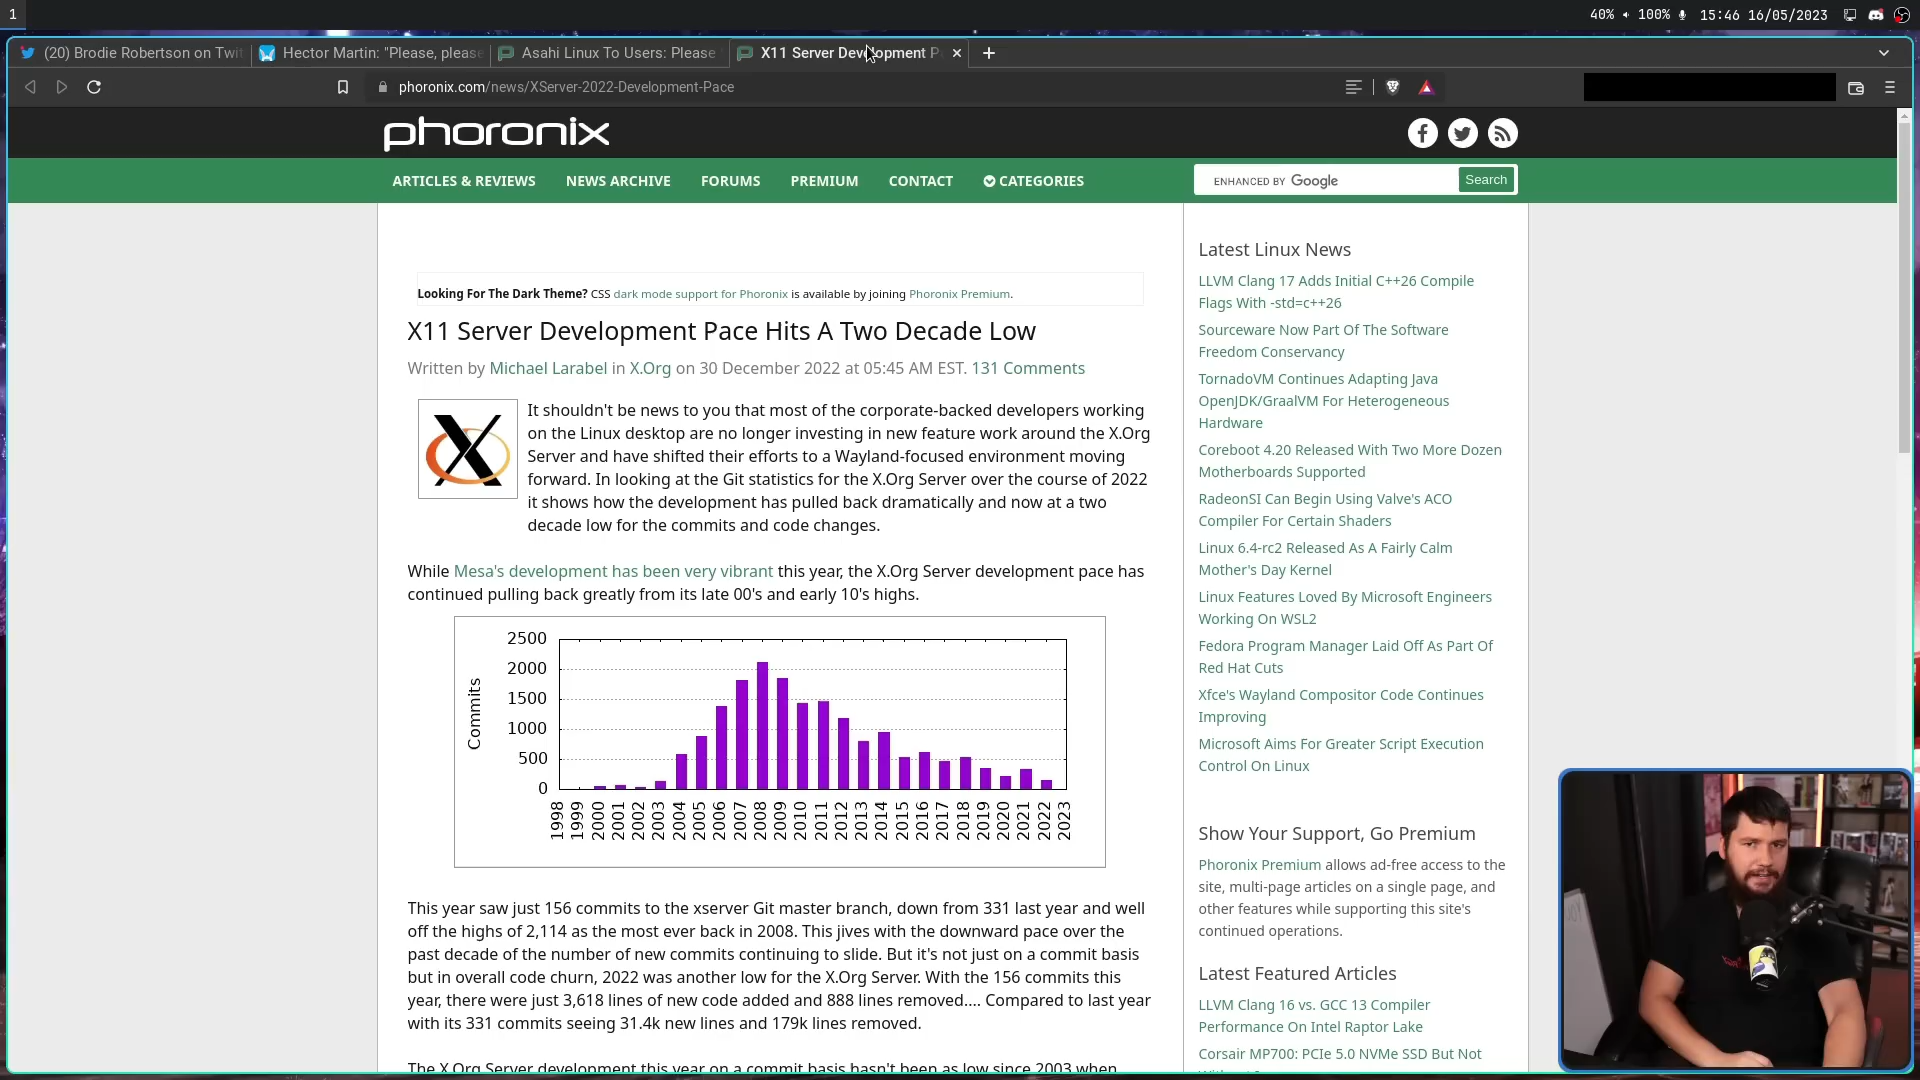 1
40% 100% 15:46 16/05/2023
(20) Brodie Robertson on Twit
Hector Martin: "Please, please
Asahi Linux To Users: Please
X11 Server Development P
phoronix.com/news/XServer-2022-Development-Pace
phoronix
ARTICLES & REVIEWS NEWS ARCHIVE FORUMS PREMIUM CONTACT CATEGORIES
ENHANCED BY Google Search
Looking For The Dark Theme? CSS dark mode support for Phoronix is available by joining Phoronix Premium.
X11 Server Development Pace Hits A Two Decade Low
Written by Michael Larabel in X.Org on 30 December 2022 at 05:45 AM EST. 131 Comments
It shouldn't be news to you that most of the corporate-backed developers working
on the Linux desktop are no longer investing in new feature work around the X.Org
Server and have shifted their efforts to a Wayland-focused environment moving
forward. In looking at the Git statistics for the X.Org Server over the course of 2022
it shows how the development has pulled back dramatically and now at a two
decade low for the commits and code changes.
While Mesa's development has been very vibrant this year, the X.Org Server development pace has
continued pulling back greatly from its late 00's and early 10's highs.
Commits
2500
2000
1500
1000
500
0
1998 1999 2000 2001 2002 2003 2004 2005 2006 2007 2008 2009 2010 2011 2012 2013 2014 2015 2016 2017 2018 2019 2020 2021 2022 2023
This year saw just 156 commits to the xserver Git master branch, down from 331 last year and well
off the highs of 2,114 as the most ever back in 2008. This jives with the downward pace over the
past decade of the number of new commits continuing to slide. But it's not just on a commit basis
but in overall code churn, 2022 was another low for the X.Org Server. With the 156 commits this
year, there were just 3,618 lines of new code added and 888 lines removed.... Compared to last year
with its 331 commits seeing 31.4k new lines and 179k lines removed.
The X.Org Server development this year on a commit basis hasn't been as low since 2003 when
Latest Linux News
LLVM Clang 17 Adds Initial C++26 Compile
Flags With -std=c++26
Sourceware Now Part Of The Software
Freedom Conservancy
TornadoVM Continues Adapting Java
OpenJDK/GraalVM For Heterogeneous
Hardware
Coreboot 4.20 Released With Two More Dozen
Motherboards Supported
RadeonSI Can Begin Using Valve's ACO
Compiler For Certain Shaders
Linux 6.4-rc2 Released As A Fairly Calm
Mother's Day Kernel
Linux Features Loved By Microsoft Engineers
Working On WSL2
Fedora Program Manager Laid Off As Part Of
Red Hat Cuts
Xfce's Wayland Compositor Code Continues
Improving
Microsoft Aims For Greater Script Execution
Control On Linux
Show Your Support, Go Premium
Phoronix Premium allows ad-free access to the
site, multi-page articles on a single page, and
other features while supporting this site's
continued operations.
Latest Featured Articles
LLVM Clang 16 vs. GCC 13 Compiler
Performance On Intel Raptor Lake
Corsair MP700: PCIe 5.0 NVMe SSD But Not